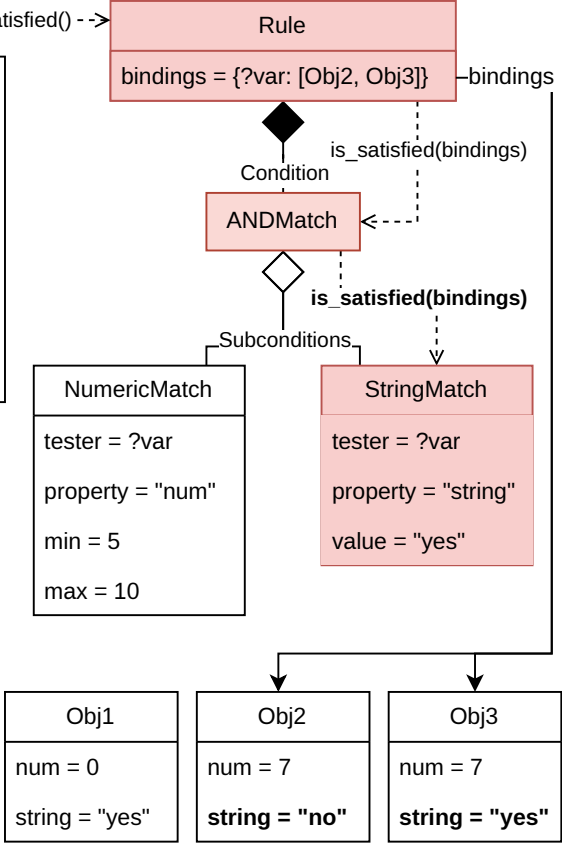 atisfied()
Rule
bindings = {?var: [Obj2, Obj3]}
bindings
is_satisfied(bindings)
Condition
ANDMatch
is_satisfied(bindings)
Subconditions
NumericMatch
tester = ?var
property = "num"
min = 5
max = 10
StringMatch
tester = ?var
property = "string"
value = "yes"
Obj1
num = 0
string = "yes"
Obj2
num = 7
string = "no"
Obj3
num = 7
string = "yes"